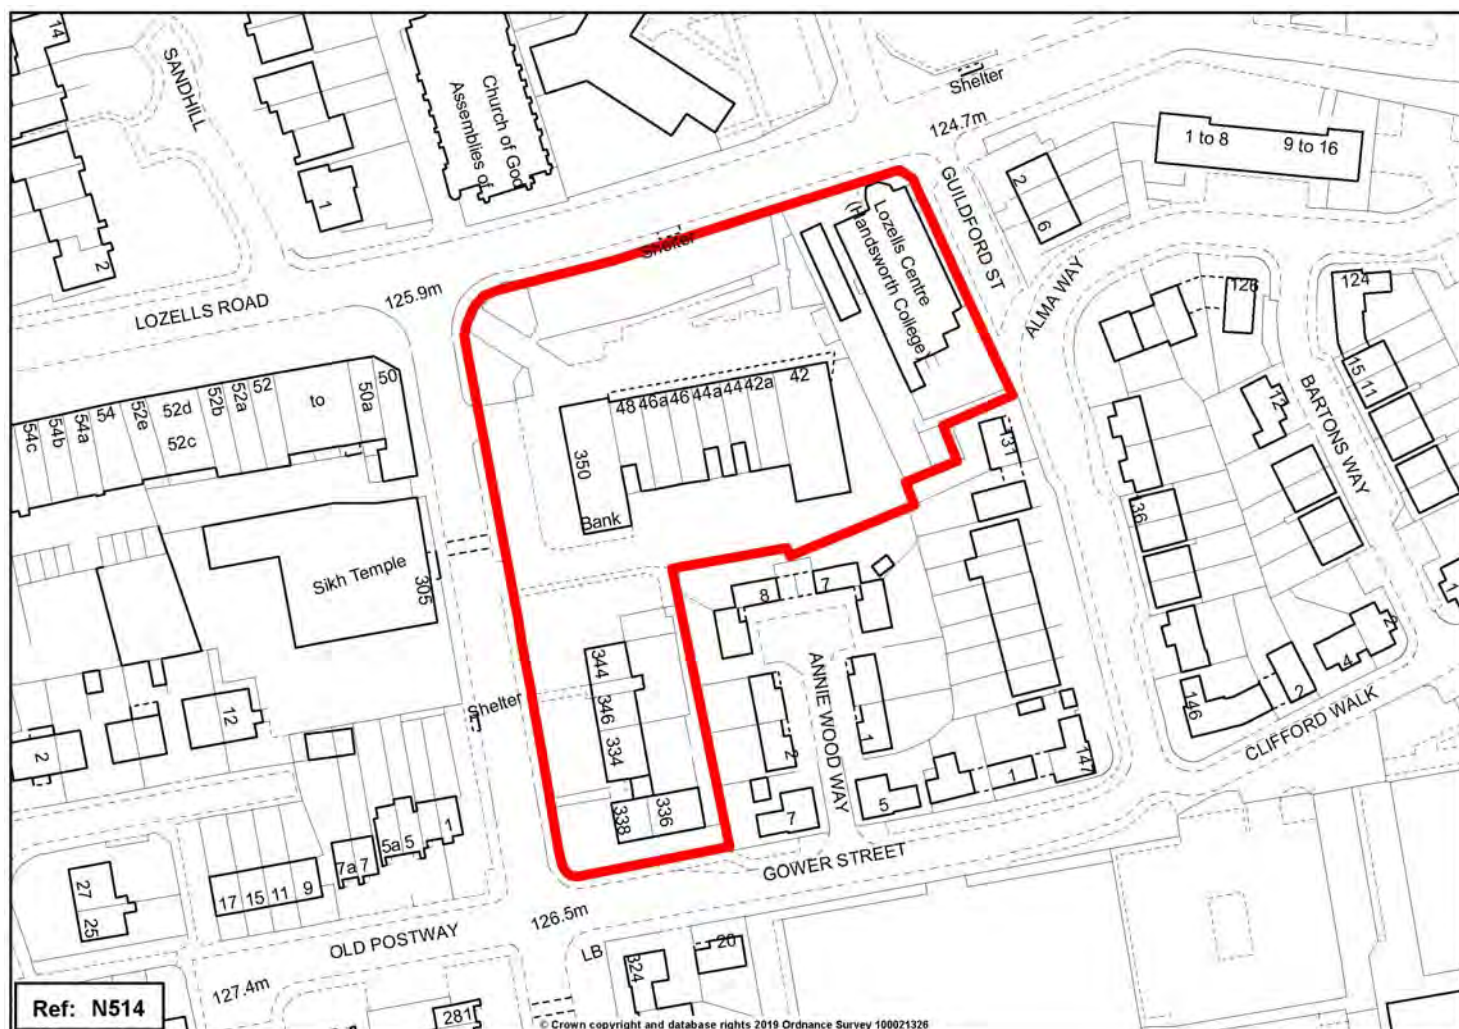 14
SANDHILL
Church of God
Assemblies of
Shelter
124.7m
1 to 8
9 to 16
2
6
GUILDFORD ST
Lozells Centre
(Handsworth College)
1
2
Shelter
ALMA WAY
126
124
125.9m
LOZELLS ROAD
15
11
BARTONS WAY
12
54c
54b
54a
54
52e
52d
52c
52b
52a
52
to
50a
50
48
46a
46
44a
44
42a
42
350
Bank
131
136
Sikh Temple
305
8
7
344
346
334
ANNIE WOOD WAY
Shelter
12
2
2
1
146
2
4
2
1
CLIFFORD WALK
147
1
5
7
338
336
GOWER STREET
1
5
5a
7
7a
9
11
15
17
27
25
126.5m
OLD POSTWAY
LB
324
20
127.4m
281
Ref: N514
© Crown copyright and database rights 2019 Ordnance Survey 100021326